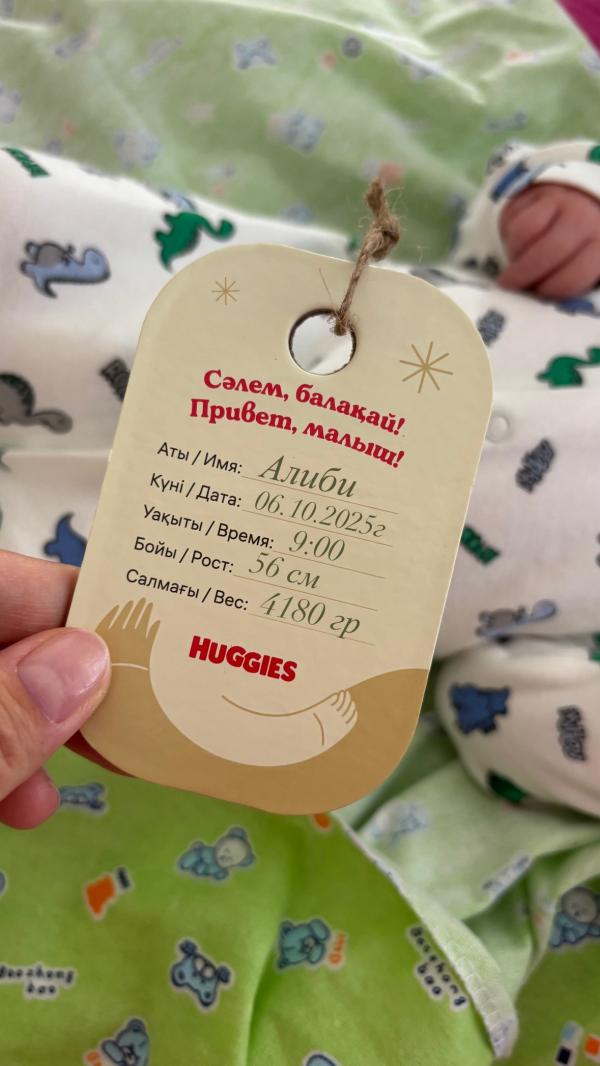 Сәлем, балақай!
Привет, малыш!
Аты / Имя: Алиби
Күні / Дата: 06.10.2025г
Уақыты / Время: 9:00
Бойы / Рост: 56 см
Салмағы / Вес: 4180 гр
HUGGIES